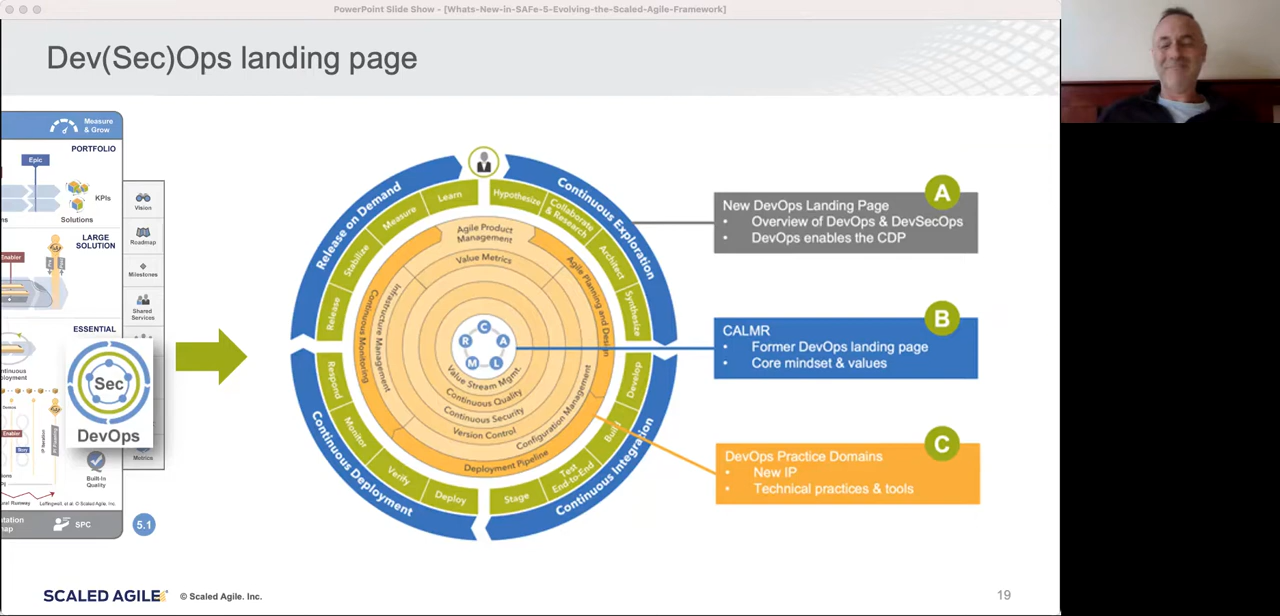 PowerPoint Slide Show - [Whats-New-in-SAFe-5-Evolving-the-Scaled-Agile-Framework]
Dev(Sec)Ops landing page
Measure
& Grow
PORTFOLIO
Epic
KPIs
Solutions
LARGE
SOLUTION
Enabler
ESSENTIAL
Sec
DevOps
Enabler
Built-In
Quality
SPC
5.1
Vision
Roadmap
Milestones
Shared
Services
Metrics
Release on Demand
Continuous Exploration
Continuous Integration
Continuous Deployment
Release
Stabilize
Measure
Learn
Hypothesize
Collaborate
& Research
Architect
Synthesize
Develop
Build
Test
End-to-End
Stage
Deploy
Verify
Monitor
Respond
Agile Product
Management
Value Metrics
Agile Planning and Design
Continuous Monitoring
Infrastructure Management
C
A
L
M
R
Value Stream Mgmt.
Continuous Quality
Continuous Security
Version Control
Configuration Management
Deployment Pipeline
A
New DevOps Landing Page
• Overview of DevOps & DevSecOps
• DevOps enables the CDP
B
CALMR
• Former DevOps landing page
• Core mindset & values
C
DevOps Practice Domains
• New IP
• Technical practices & tools
SCALED AGILE
© Scaled Agile. Inc.
19